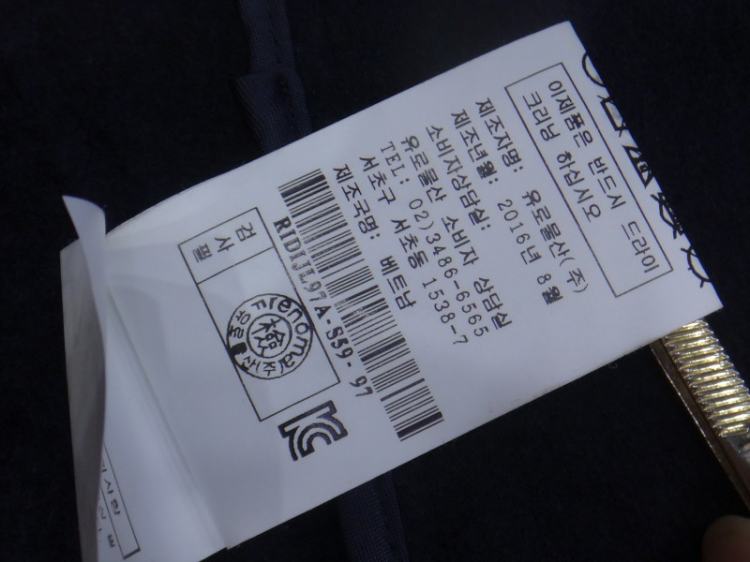 이제품은 반드시 드라이
크리닝 하십시오
제조자명: 유로물산(주)
제조년월: 2016년 8월
소비자상담실:
유로물산 소비자 상담실
TEL: 02)3486-6565
서초구 서초동 1538-7
제조국명: 베트남
RIDIJL97A-S59-97
검사필
Frenomar
檢